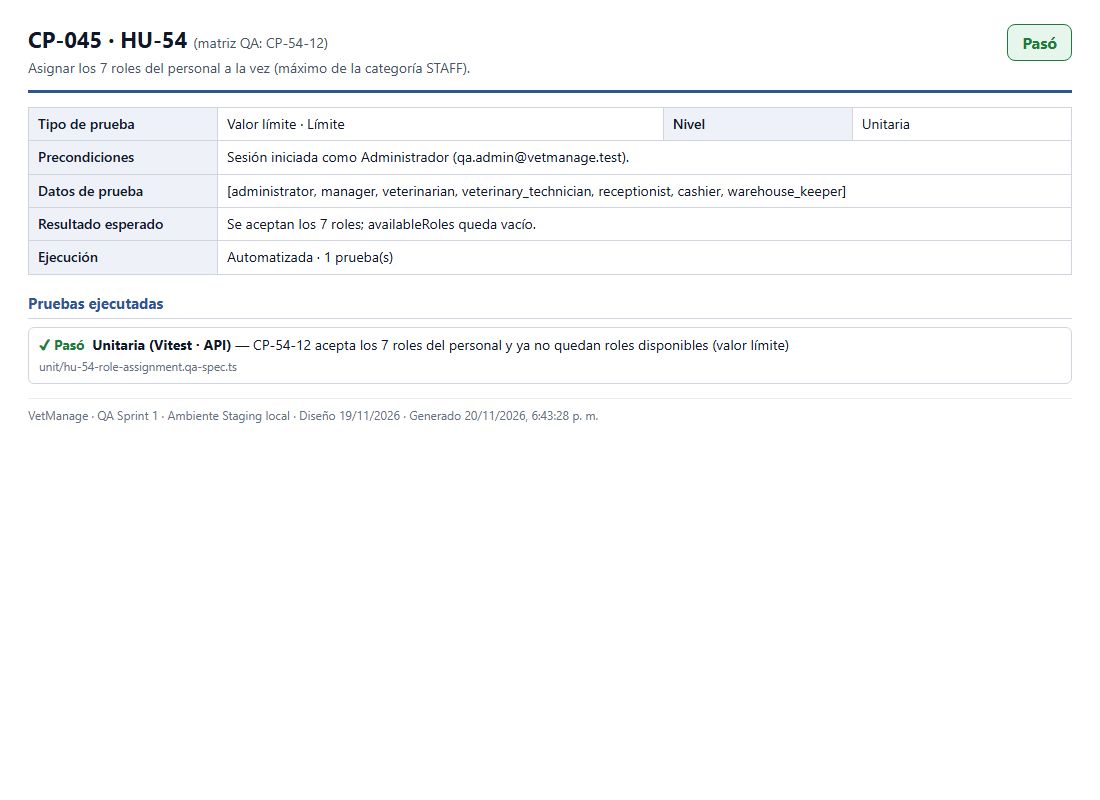 CP-045 · HU-54 (matriz QA: CP-54-12)
Pasó
Asignar los 7 roles del personal a la vez (máximo de la categoría STAFF).
Tipo de prueba Valor límite · Límite Nivel Unitaria
Precondiciones Sesión iniciada como Administrador (qa.admin@vetmanage.test).
Datos de prueba [administrator, manager, veterinarian, veterinary_technician, receptionist, cashier, warehouse_keeper]
Resultado esperado Se aceptan los 7 roles; availableRoles queda vacío.
Ejecución Automatizada · 1 prueba(s)
Pruebas ejecutadas
✓ Pasó Unitaria (Vitest · API) — CP-54-12 acepta los 7 roles del personal y ya no quedan roles disponibles (valor límite)
unit/hu-54-role-assignment.qa-spec.ts
VetManage · QA Sprint 1 · Ambiente Staging local · Diseño 19/11/2026 · Generado 20/11/2026, 6:43:28 p. m.